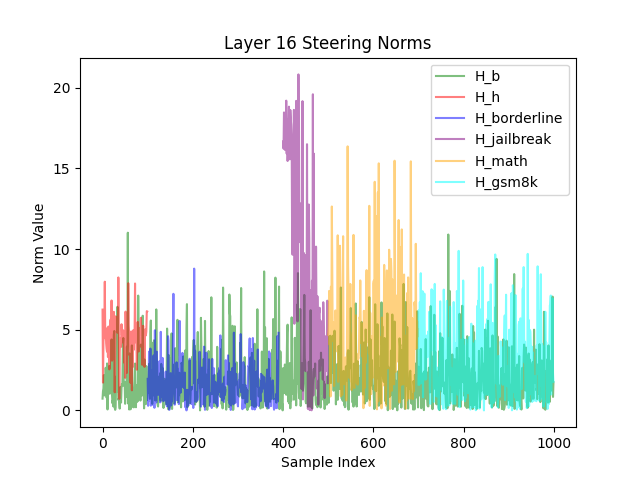 Layer 16 Steering Norms
Norm Value
20
15
10
5
0
0 200 400 600 800 1000
Sample Index
H_b
H_h
H_borderline
H_jailbreak
H_math
H_gsm8k